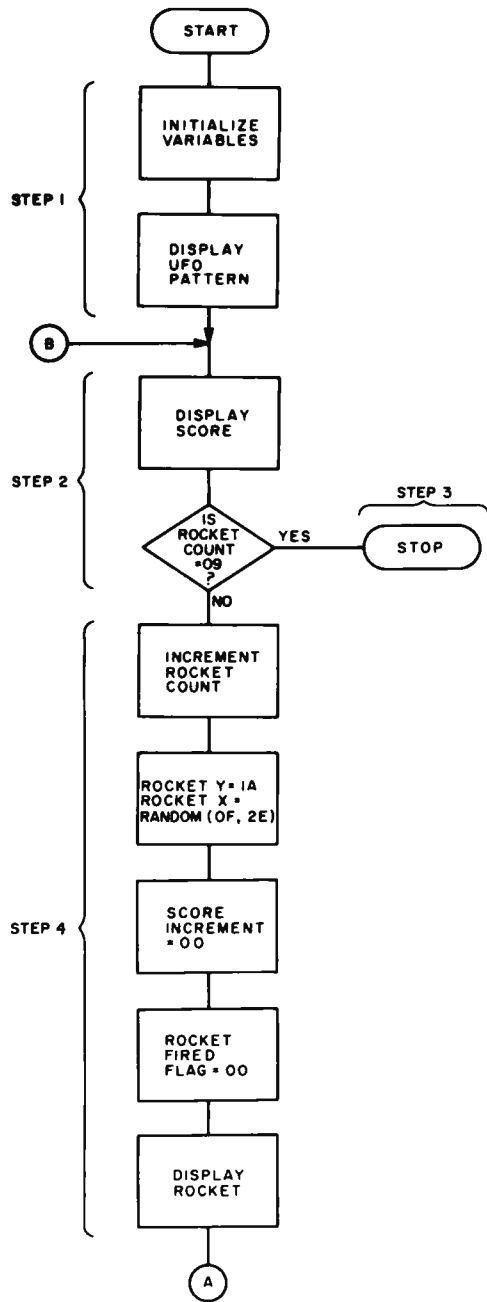 START
INITIALIZE
VARIABLES
STEP 1
DISPLAY
UFO
PATTERN
B
DISPLAY
SCORE
STEP 2
IS
ROCKET
COUNT
=09
?
YES
STEP 3
STOP
NO
INCREMENT
ROCKET
COUNT
ROCKET Y= 1A
ROCKET X =
RANDOM (0F, 2E)
SCORE
INCREMENT
= 00
STEP 4
ROCKET
FIRED
FLAG = 00
DISPLAY
ROCKET
A